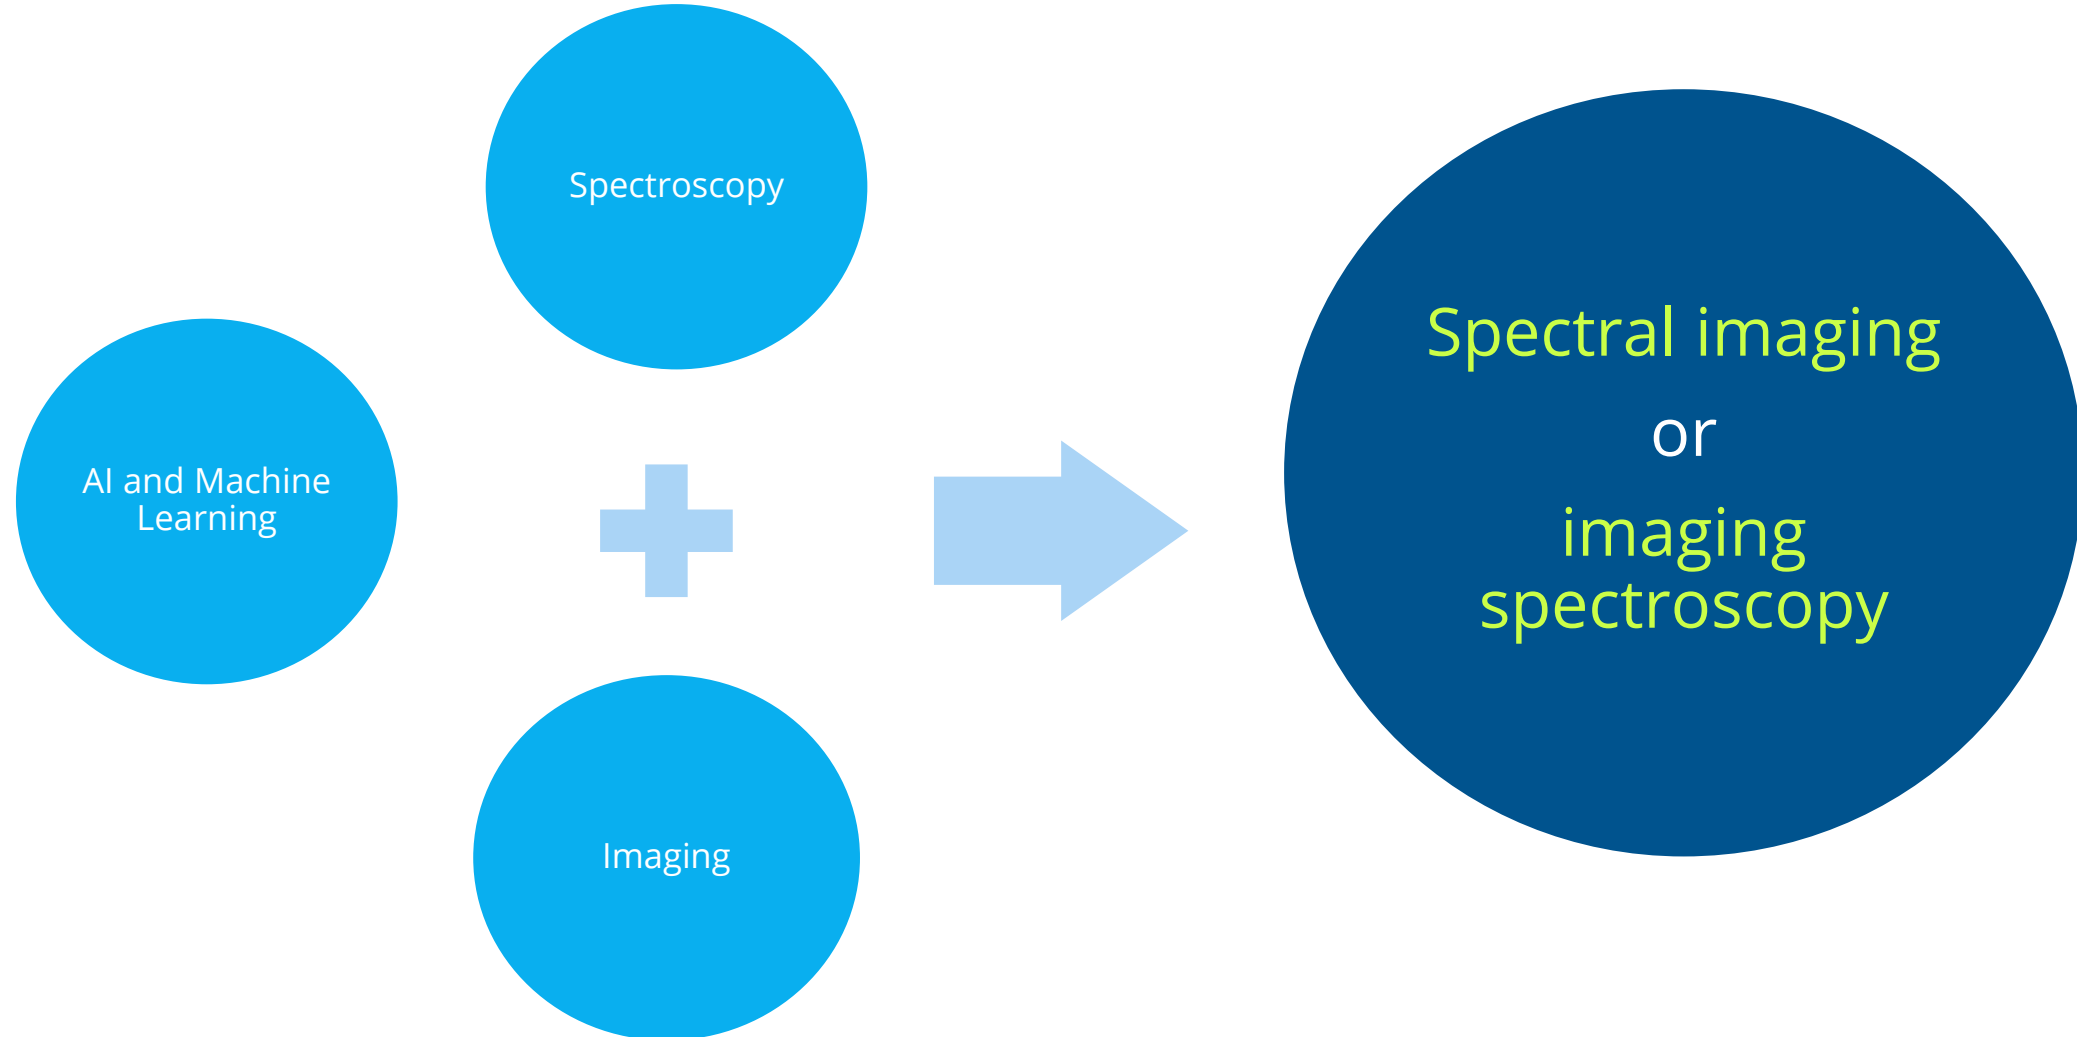 Spectroscopy
AI and Machine
Learning
Imaging
Spectral imaging
or
imaging
spectroscopy